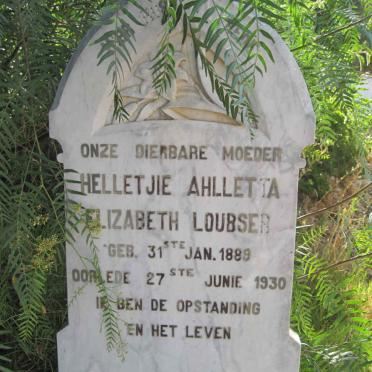 ONZE DIERBARE MOEDER
HELLETJIE AHLLETTA
ELIZABETH LOUBSER
GEB. 31STE JAN. 1889
OORLEDE 27STE JUNIE 1930
IK BEN DE OPSTANDING
EN HET LEVEN